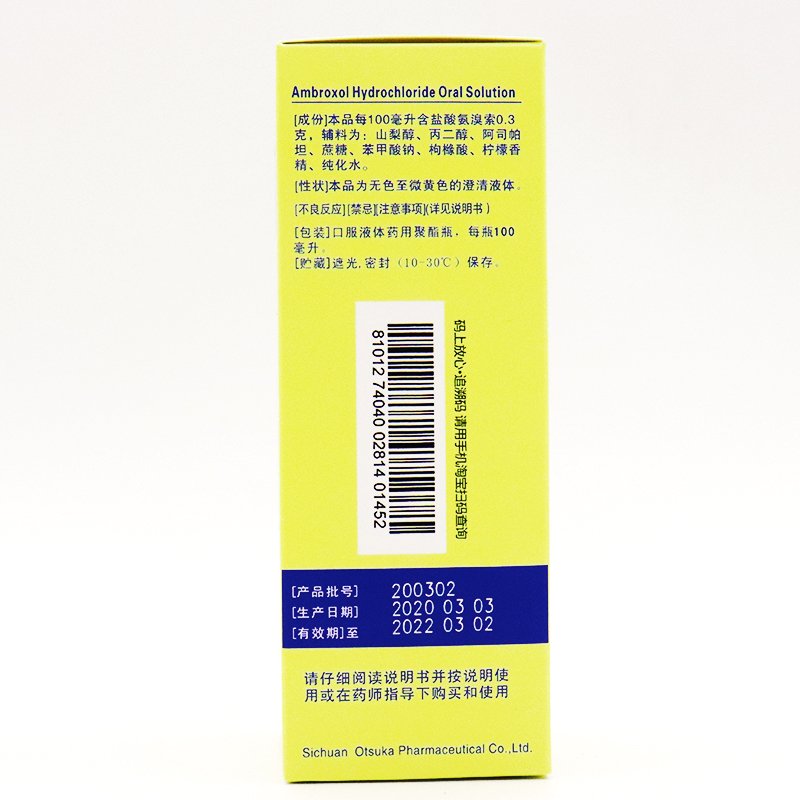 Ambroxol Hydrochloride Oral Solution
[成份]本品每100毫升含盐酸氨溴索0.3
克，辅料为：山梨醇、丙二醇、阿司帕
坦、蔗糖、苯甲酸钠、枸橼酸、柠檬香
精、纯化水。
[性状]本品为无色至微黄色的澄清液体。
[不良反应][禁忌][注意事项](详见说明书)
[包装]口服液体药用聚酯瓶，每瓶100
毫升。
[贮藏]遮光,密封（10-30℃）保存。
码上放心·追溯码 请用手机淘宝扫码查询
81012 74040 02814 01452
[产品批号] 200302
[生产日期] 2020 03 03
[有效期]至 2022 03 02
请仔细阅读说明书并按说明使
用或在药师指导下购买和使用
Sichuan Otsuka Pharmaceutical Co.,Ltd.